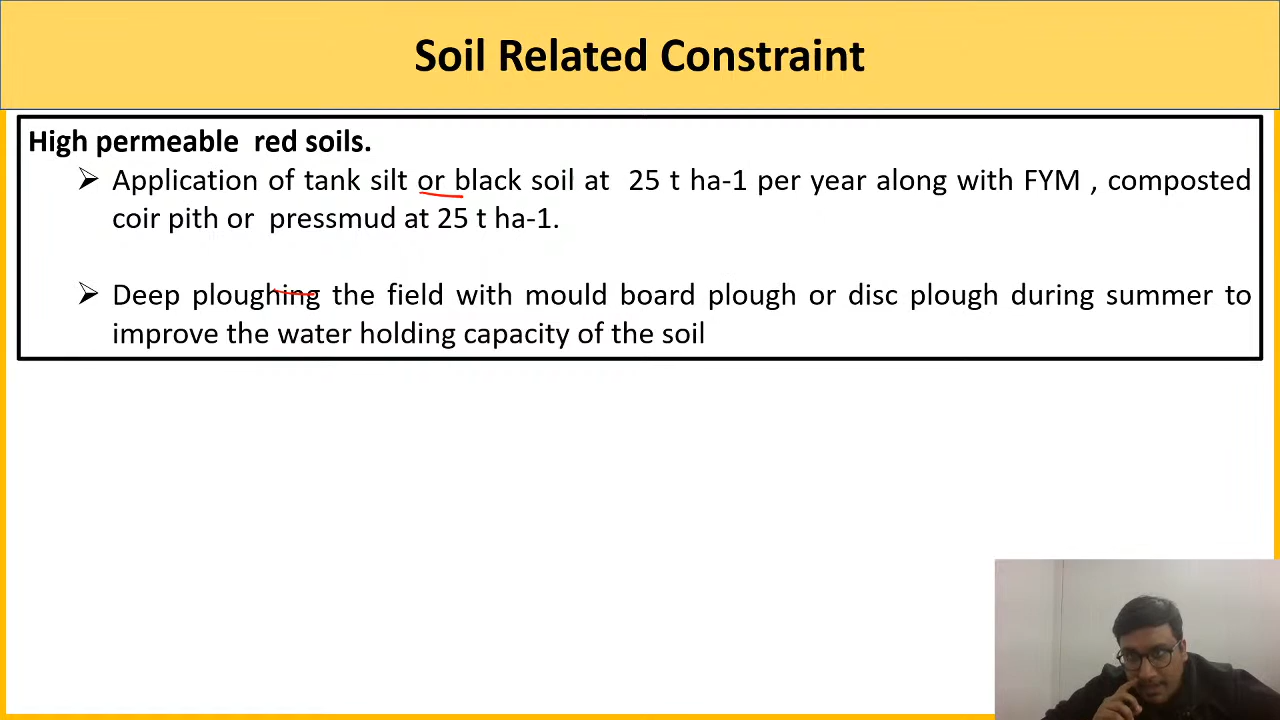 Soil Related Constraint
High permeable  red soils.
➢ Application of tank silt or black soil at  25 t ha-1 per year along with FYM , composted
coir pith or  pressmud at 25 t ha-1.
➢ Deep ploughing the field with mould board plough or disc plough during summer to
improve the water holding capacity of the soil